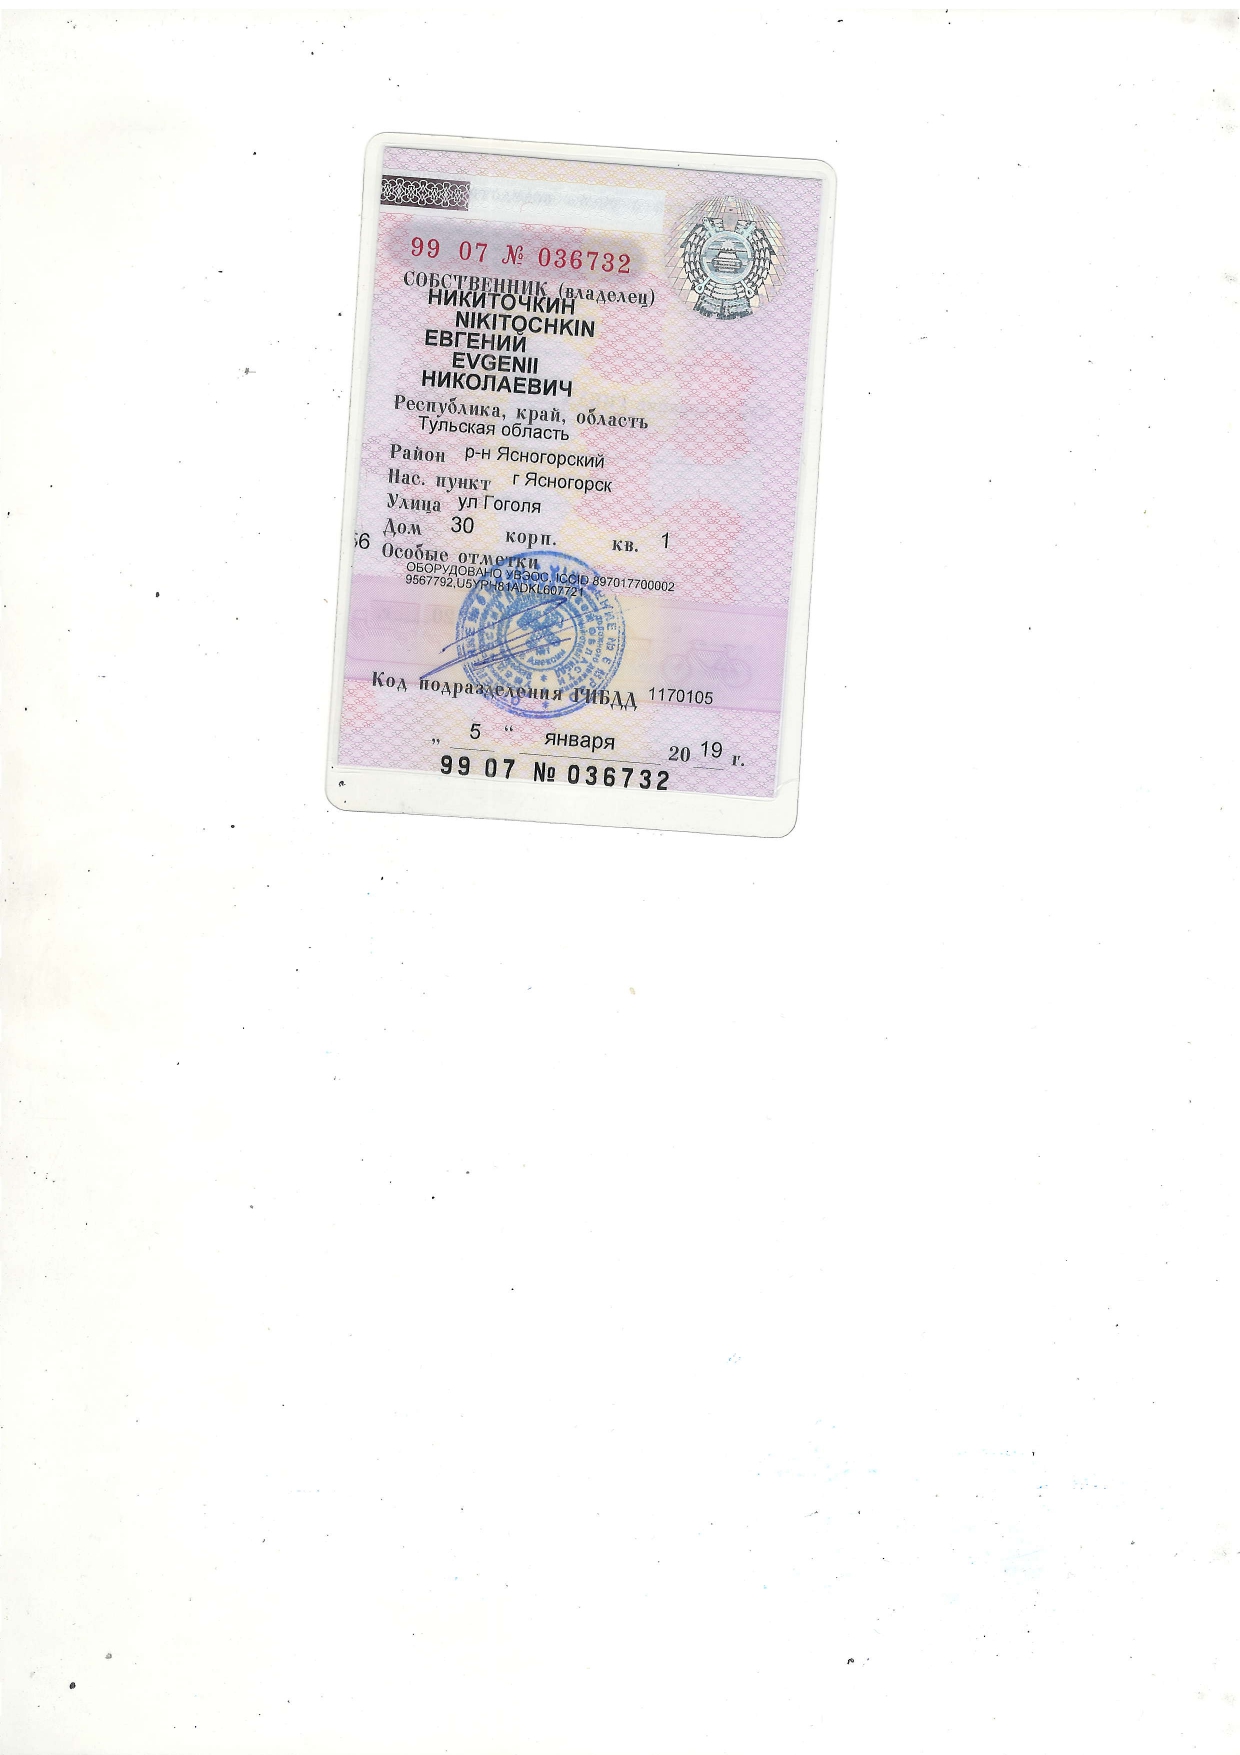 99 07 № 036732
СОБСТВЕННИК (владелец)
НИКИТОЧКИН
NIKITOCHKIN
ЕВГЕНИЙ
EVGENII
НИКОЛАЕВИЧ
Республика, край, область
Тульская область
Район р-н Ясногорский
Нас. пункт г Ясногорск
Улица ул Гоголя
Дом 30 корп. кв. 1
Особые отметки
ОБОРУДОВАНО УВЭОС, ICCID 897017700002
9567792,U5YPH81ADKL607721
Код подразделения ГИБДД 1170105
„ 5 “ января 20 19 г.
99 07 № 036732